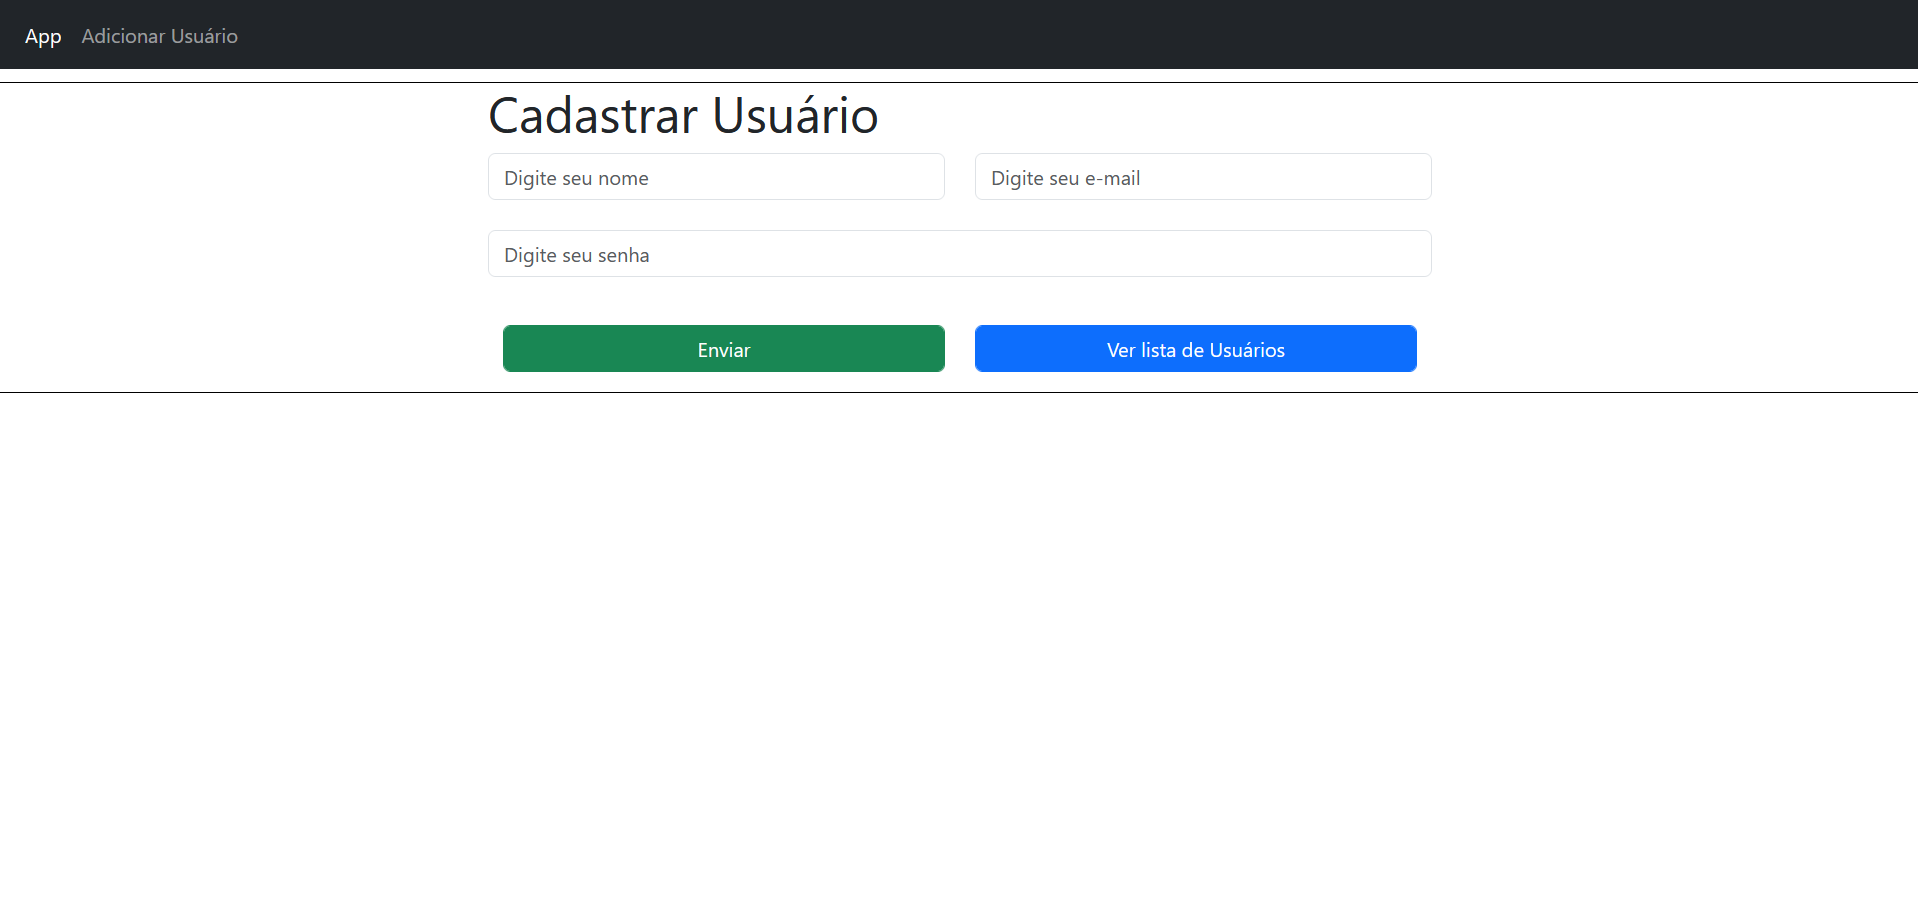 App Adicionar Usuário
Cadastrar Usuário
Digite seu nome Digite seu e-mail
Digite seu senha
Enviar Ver lista de Usuários